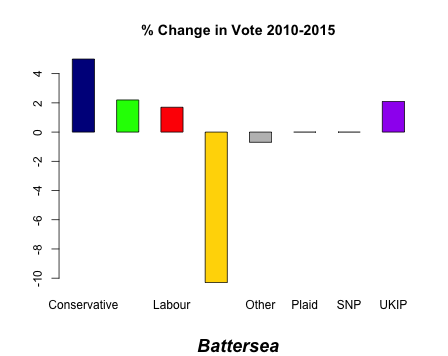 % Change in Vote 2010-2015
4
2
0
-2
-4
-6
-8
-10
Conservative Labour Other Plaid SNP UKIP
Battersea